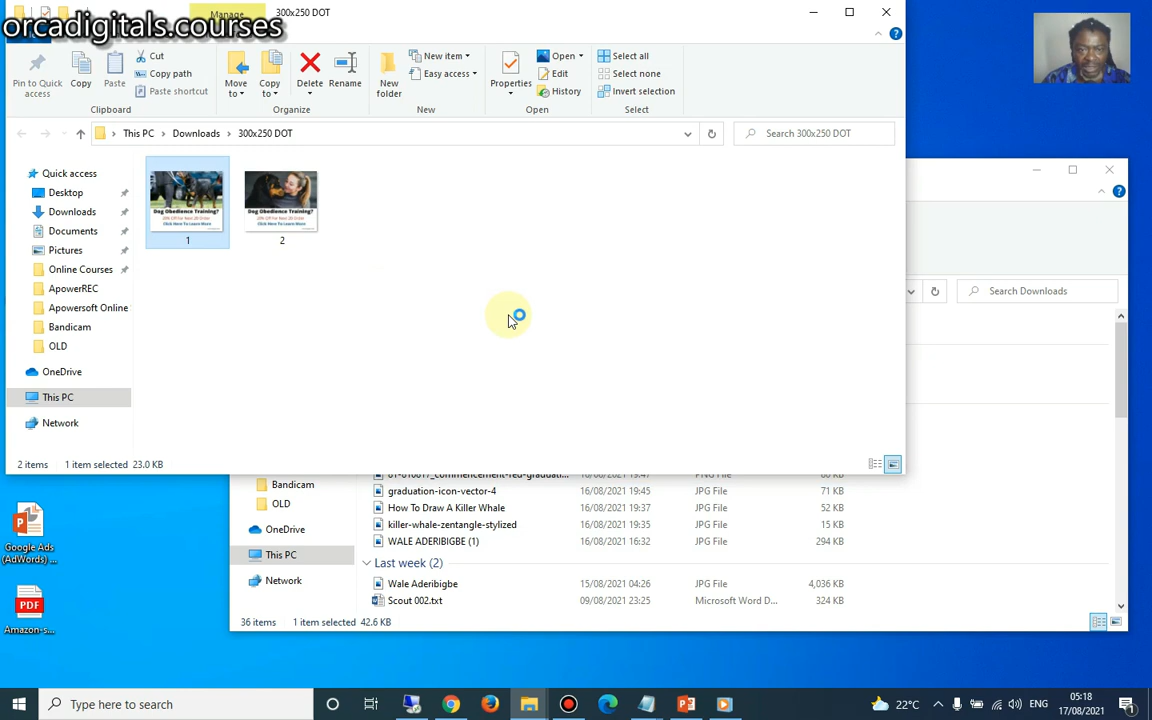 Manage
300x250 DOT
orcadigitals.courses
Pin to Quick access
Copy
Paste
Cut
Copy path
Paste shortcut
Clipboard
Move to
Copy to
Delete
Rename
Organize
New folder
New item
Easy access
New
Properties
Open
Edit
History
Open
Select all
Select none
Invert selection
Select
This PC
Downloads
300x250 DOT
Search 300x250 DOT
Quick access
Desktop
Downloads
Documents
Pictures
Online Courses
ApowerREC
Apowersoft Online
Bandicam
OLD
OneDrive
This PC
Network
Dog Obedience Training?
20% Off For Next 20 Dates
Click Here To Learn More
1
Dog Obedience Training?
Click Here To Learn More
2
2 items
1 item selected 23.0 KB
Search Downloads
Bandicam
OLD
OneDrive
This PC
Network
16/08/2021 19:47
PNG File
graduation-icon-vector-4
16/08/2021 19:45
JPG File
71 KB
How To Draw A Killer Whale
16/08/2021 19:37
JPG File
52 KB
killer-whale-zentangle-stylized
16/08/2021 19:35
JPG File
15 KB
WALE ADERIBIGBE (1)
16/08/2021 16:32
JPG File
294 KB
Last week (2)
Wale Aderibigbe
15/08/2021 04:26
JPG File
4,036 KB
Scout 002.txt
09/08/2021 23:25
Microsoft Word D...
324 KB
36 items
1 item selected 42.6 KB
Google Ads
(AdWords) ...
PDF
Amazon-s...
Type here to search
22°C
ENG
05:18
17/08/2021